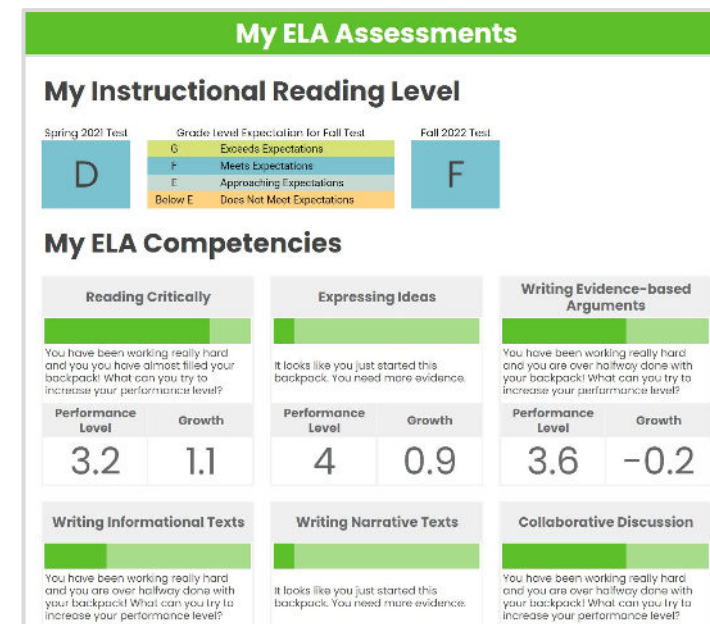 My ELA Assessments
My Instructional Reading Level
Spring 2021 Test
Grade Level Expectation for Fall Test
Fall 2022 Test
D
G Exceeds Expectations
F Meets Expectations
E Approaching Expectations
Below E Does Not Meet Expectations
F
My ELA Competencies
Reading Critically
You have been working really hard
and you you have almost filled your
backpack! What can you try to
increase your performance level?
Performance
Level
Growth
3.2
1.1
Expressing Ideas
It looks like you just started this
backpack. You need more evidence.
Performance
Level
Growth
4
0.9
Writing Evidence-based
Arguments
You have been working really hard
and you are over halfway done with
your backpack! What can you try to
increase your performance level?
Performance
Level
Growth
3.6
-0.2
Writing Informational Texts
You have been working really hard
and you are over halfway done with
your backpack! What can you try to
increase your performance level?
Writing Narrative Texts
It looks like you just started this
backpack. You need more evidence.
Collaborative Discussion
You have been working really hard
and you are over halfway done with
your backpack! What can you try to
increase your performance level?